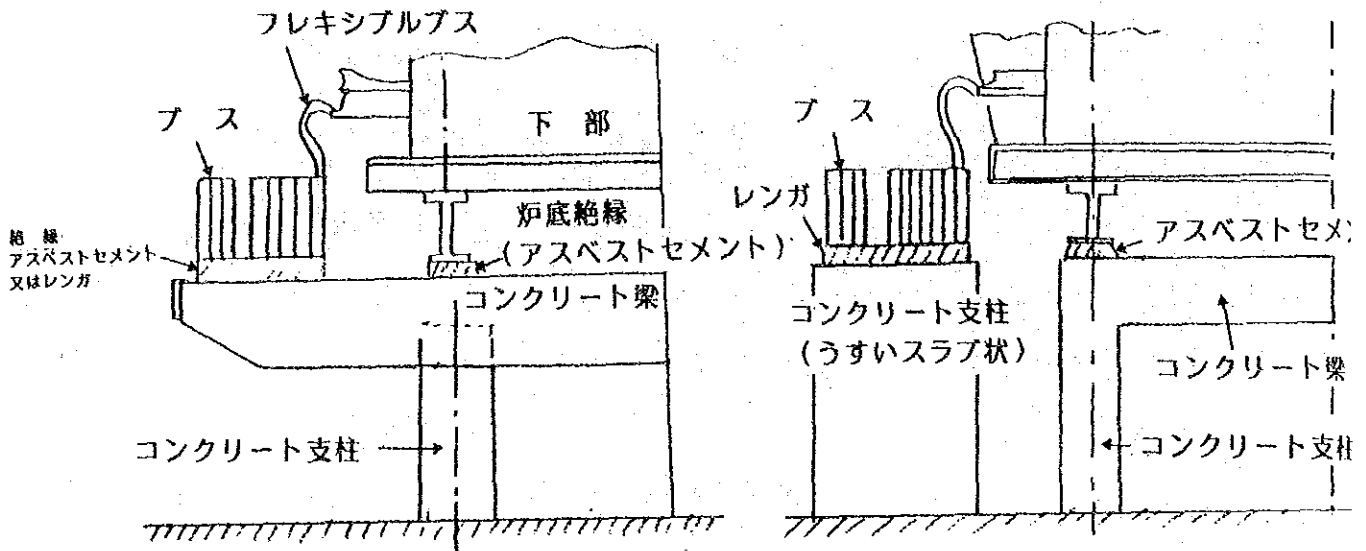 フレキシブルブス
ブス
下部
絶縁
アスベストセメント
又はレンガ
炉底絶縁
(アスベストセメント)
コンクリート梁
コンクリート支柱
ブス
レンガ
アスベストセメン
コンクリート支柱
(うすいスラブ状)
コンクリート梁
コンクリート支柱